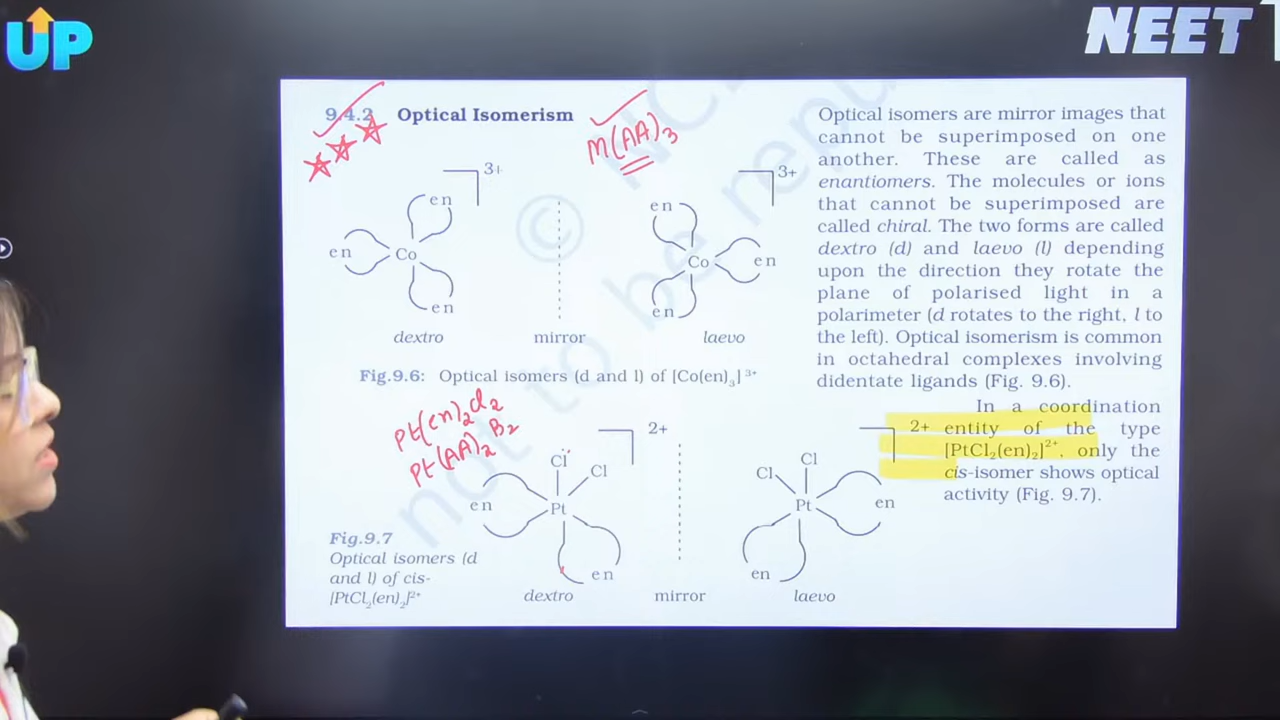 UP
NEET
9.4.2 Optical Isomerism
M(AA)3
3+
en
en
Co
en
dextro
mirror
3+
en
Co
en
en
laevo
Fig.9.6: Optical isomers (d and l) of [Co(en)3] 3+
Pt(en)2Cl2
Pt(AA)2B2
2+
Cl
Cl
en
Pt
en
dextro
mirror
2+
Cl
Cl
Pt
en
en
laevo
Fig.9.7
Optical isomers (d
and l) of cis-
[PtCl2(en)2]2+
Optical isomers are mirror images that
cannot be superimposed on one
another. These are called as
enantiomers. The molecules or ions
that cannot be superimposed are
called chiral. The two forms are called
dextro (d) and laevo (l) depending
upon the direction they rotate the
plane of polarised light in a
polarimeter (d rotates to the right, l to
the left). Optical isomerism is common
in octahedral complexes involving
didentate ligands (Fig. 9.6).
In a coordination
entity of the type
[PtCl2(en)2]2+, only the
cis-isomer shows optical
activity (Fig. 9.7).
© NC
not to be repu